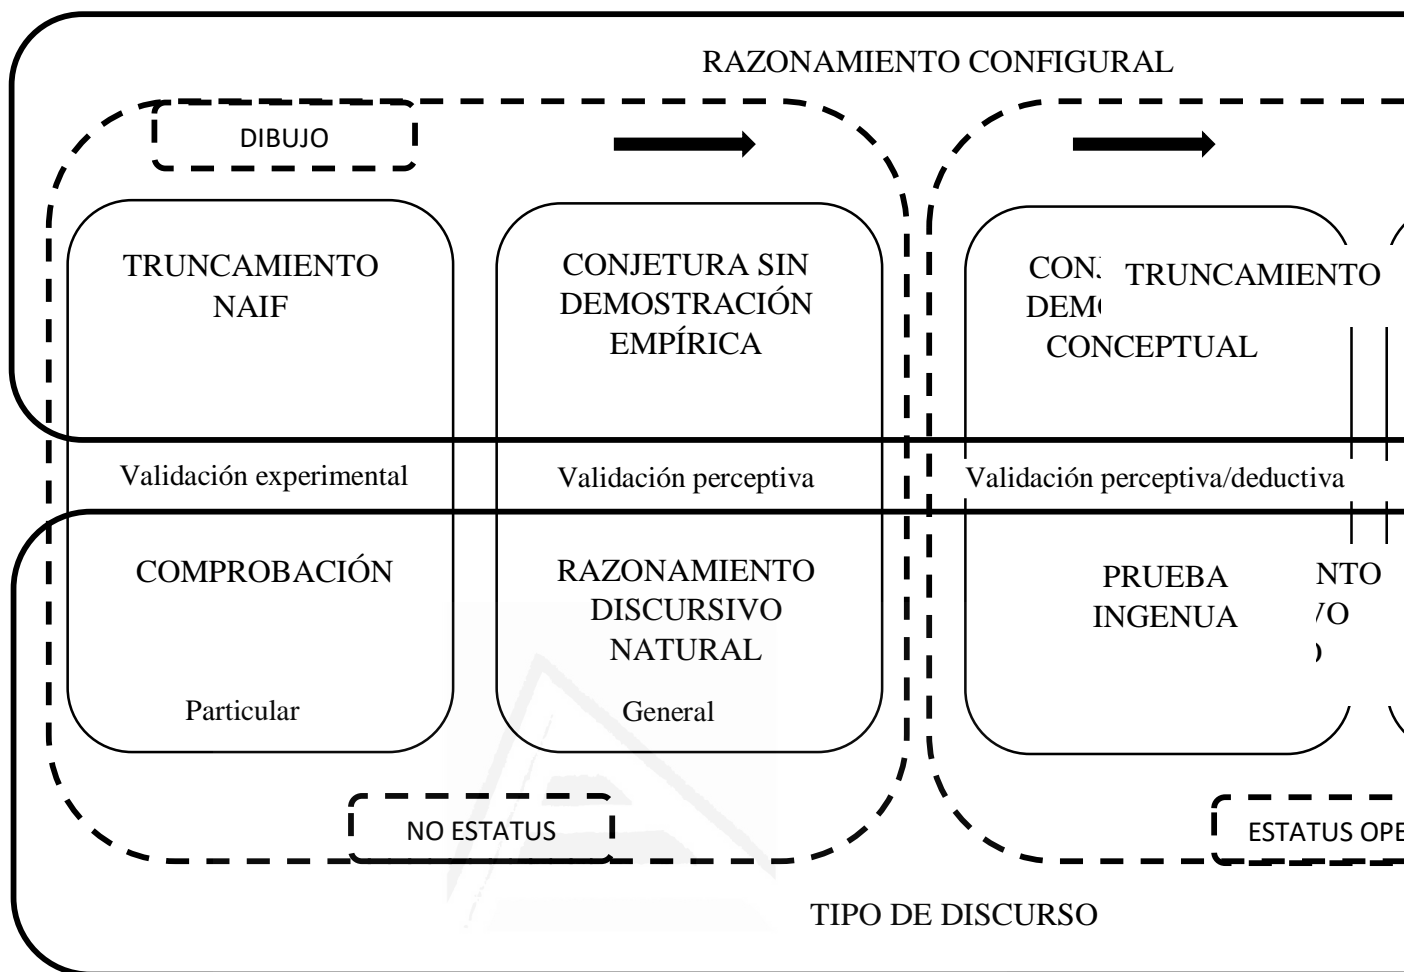 RAZONAMIENTO CONFIGURAL
DIBUJO
TRUNCAMIENTO
NAIF
CONJETURA SIN
DEMOSTRACIÓN
EMPÍRICA
TRUNCAMIENTO
CONCEPTUAL
Validación experimental
Validación perceptiva
Validación perceptiva/deductiva
COMPROBACIÓN
Particular
RAZONAMIENTO
DISCURSIVO
NATURAL
General
PRUEBA
INGENUA
NO ESTATUS
ESTATUS
TIPO DE DISCURSO